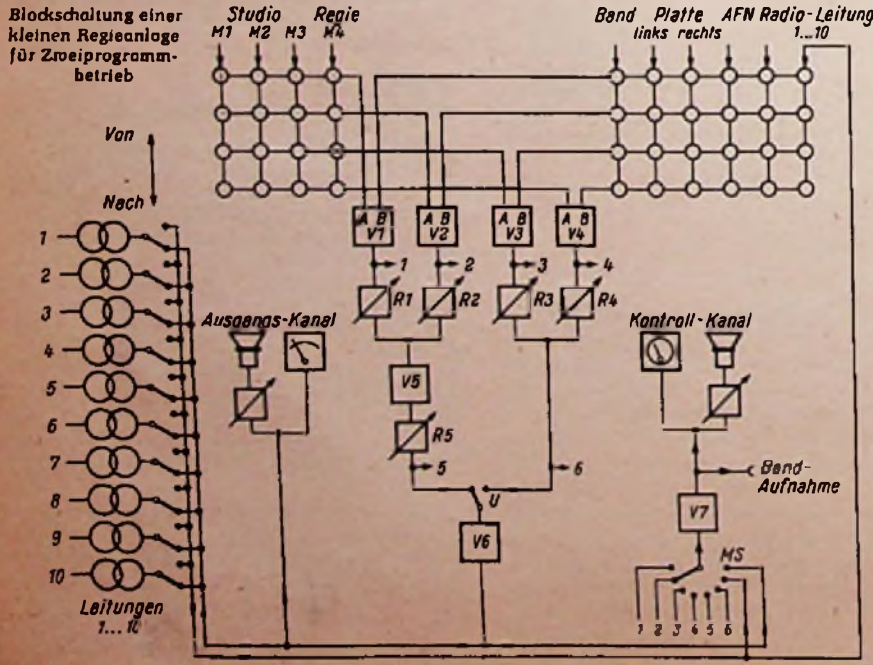 Blockschaltung einer
kleinen Regieanlage
für Zweiprogramm-
betrieb
Studio Regie
M1 M2 M3 M4
Band Platte AFN Radio-Leitung
links rechts 1...10
Von
Nach
1
2
3
4
5
6
7
8
9
10
Leitungen
1...10
A B A B A B A B
V1 V2 V3 V4
1 2 3 4
R1 R2 R3 R4
Ausgangs-Kanal
Kontroll-Kanal
V5
R5
5 6
U
V6
Band-
Aufnahme
V7
MS
1 2 3 4 5 6